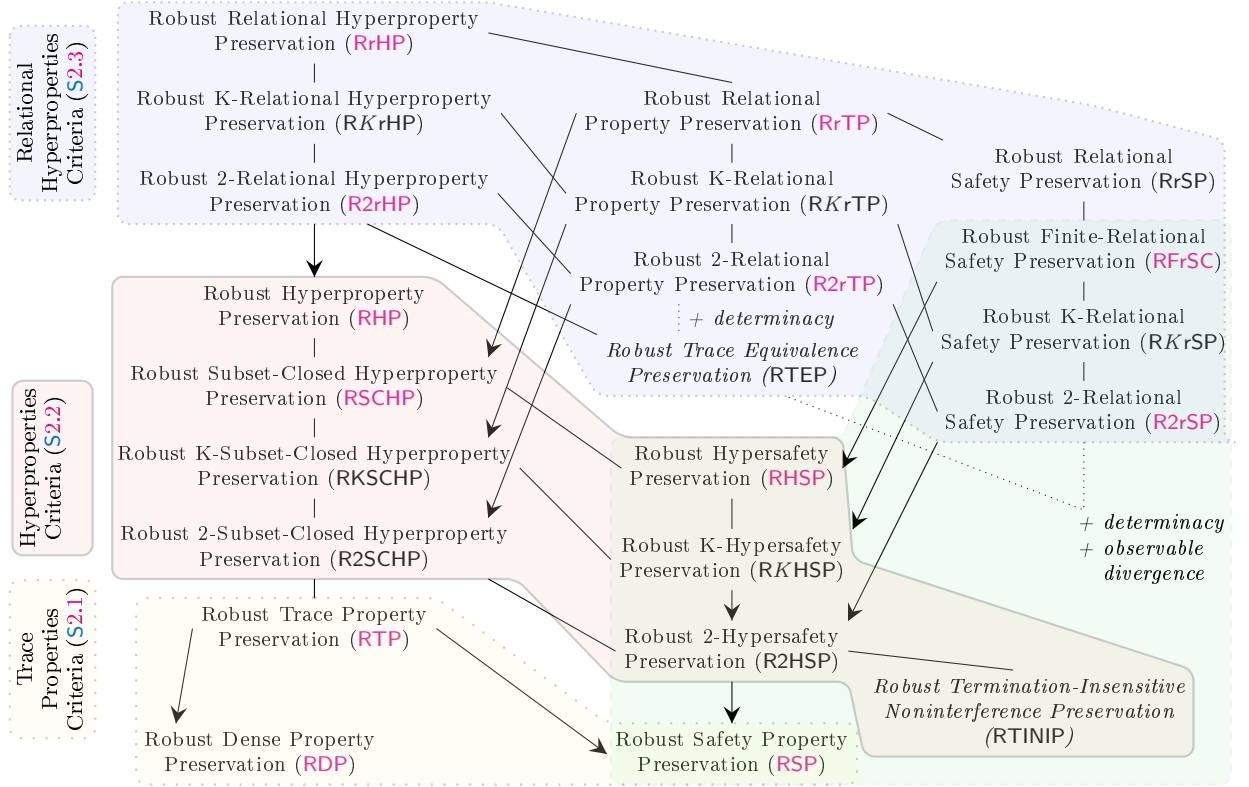 Relational
Hyperproperties
Criteria (S2.3)
Hyperproperties
Criteria (S2.2)
Trace
Properties
Criteria (S2.1)
Robust Relational Hyperproperty
Preservation (RrHP)
Robust K-Relational Hyperproperty
Preservation (RKrHP)
Robust 2-Relational Hyperproperty
Preservation (R2rHP)
Robust Relational
Property Preservation (RrTP)
Robust K-Relational
Property Preservation (RKrTP)
Robust 2-Relational
Property Preservation (R2rTP)
+ determinacy
Robust Trace Equivalence
Preservation (RTEP)
Robust Relational
Safety Preservation (RrSP)
Robust Finite-Relational
Safety Preservation (RFrSC)
Robust K-Relational
Safety Preservation (RKrSP)
Robust 2-Relational
Safety Preservation (R2rSP)
+ determinacy
+ observable
divergence
Robust Hyperproperty
Preservation (RHP)
Robust Subset-Closed Hyperproperty
Preservation (RSCHP)
Robust K-Subset-Closed Hyperproperty
Preservation (RKSCHP)
Robust 2-Subset-Closed Hyperproperty
Preservation (R2SCHP)
Robust Hypersafety
Preservation (RHSP)
Robust K-Hypersafety
Preservation (RKHSP)
Robust 2-Hypersafety
Preservation (R2HSP)
Robust Termination-Insensitive
Noninterference Preservation
(RTINIP)
Robust Trace Property
Preservation (RTP)
Robust Dense Property
Preservation (RDP)
Robust Safety Property
Preservation (RSP)